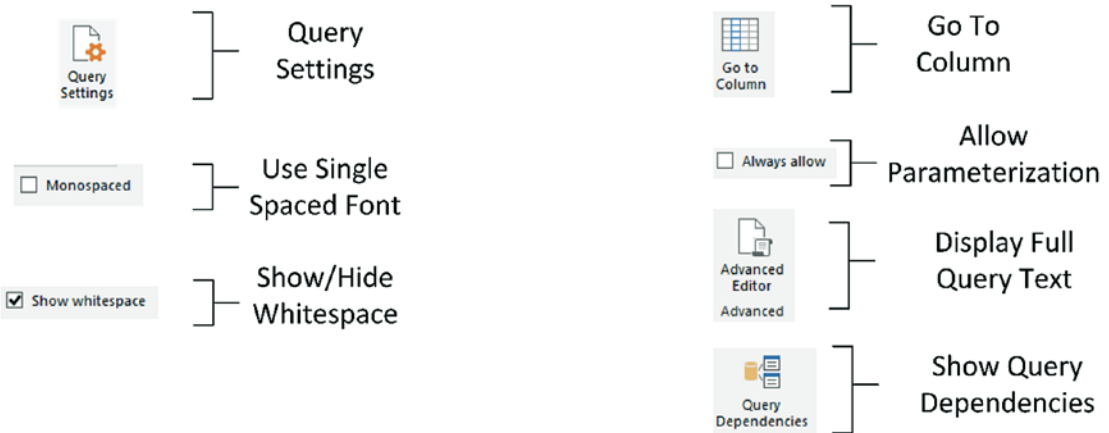 Query
Settings
Query
Settings
Monospaced
Use Single
Spaced Font
Show whitespace
Show/Hide
Whitespace
Go to
Column
Go To
Column
Always allow
Allow
Parameterization
Advanced
Editor
Advanced
Display Full
Query Text
Query
Dependencies
Show Query
Dependencies